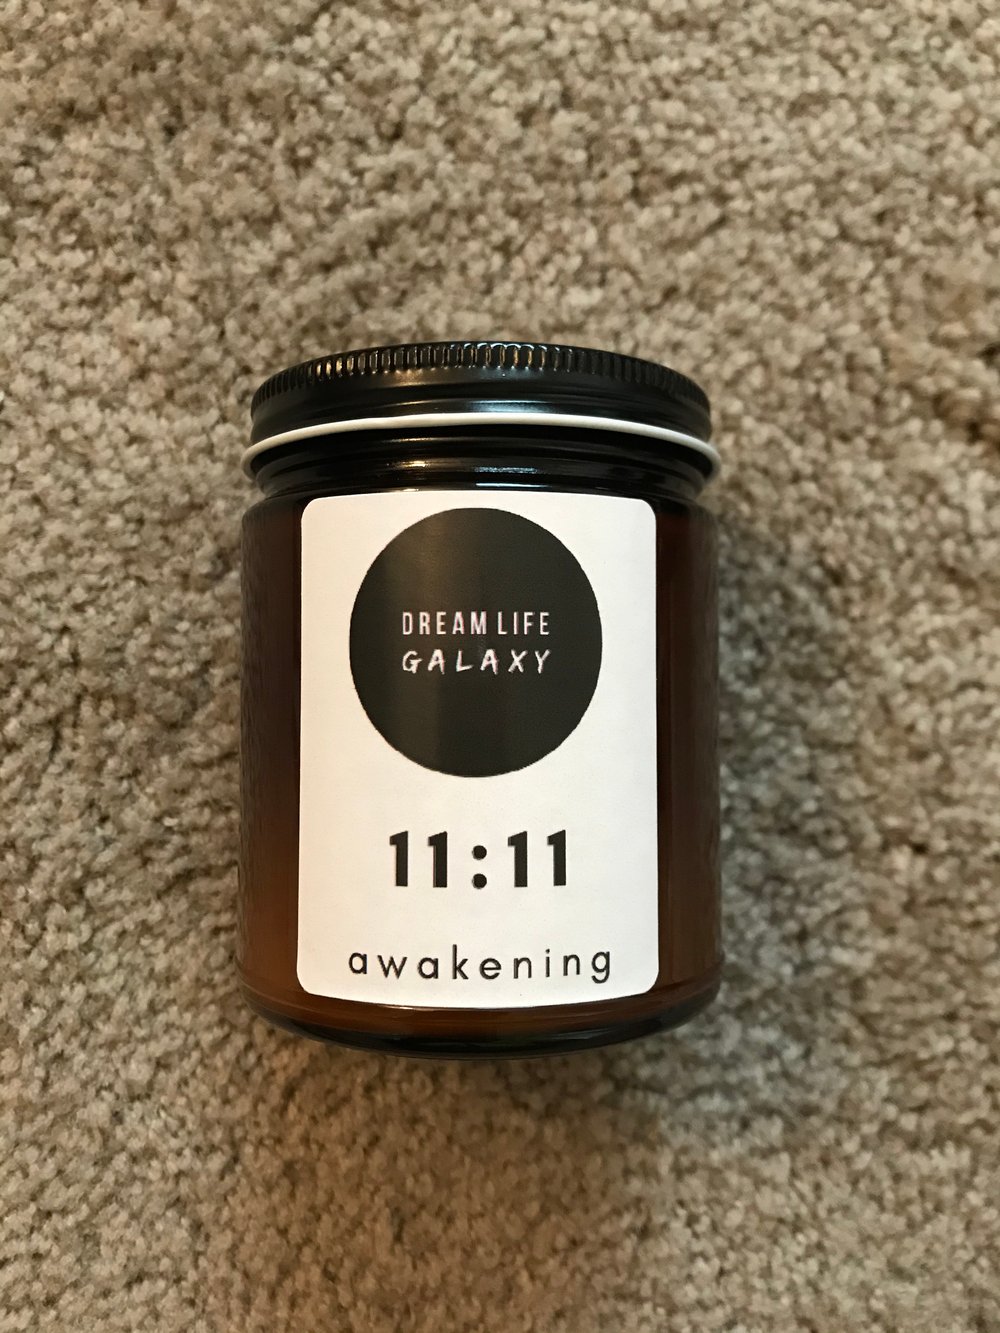 DREAM LIFE
GALAXY
11:11
awakening